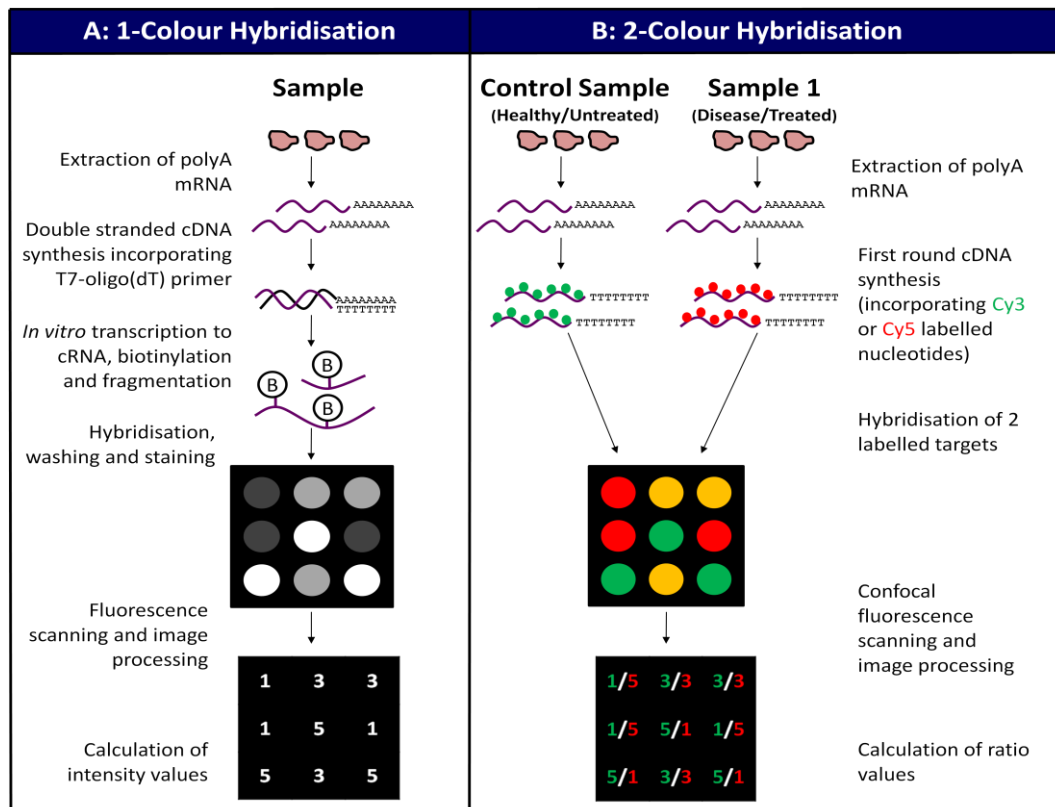 A: 1-Colour Hybridisation
Sample
Extraction of polyA
mRNA
AAAAAAAA
AAAAAAAA
Double stranded cDNA
synthesis incorporating
T7-oligo(dT) primer
AAAAAAAA
TTTTTTTT
In vitro transcription to
cRNA, biotinylation
and fragmentation
B
B
B
Hybridisation,
washing and staining
Fluorescence
scanning and image
processing
1 3 3
1 5 1
5 3 5
Calculation of
intensity values
B: 2-Colour Hybridisation
Control Sample
(Healthy/Untreated)
Sample 1
(Disease/Treated)
Extraction of polyA
mRNA
AAAAAAAA
AAAAAAAA
AAAAAAAA
AAAAAAAA
First round cDNA
synthesis
(incorporating Cy3
or Cy5 labelled
nucleotides)
TTTTTTTT
TTTTTTTT
TTTTTTTT
TTTTTTTT
Hybridisation of 2
labelled targets
Confocal
fluorescence
scanning and
image processing
1/5 3/3 3/3
1/5 5/1 1/5
5/1 3/3 5/1
Calculation of ratio
values